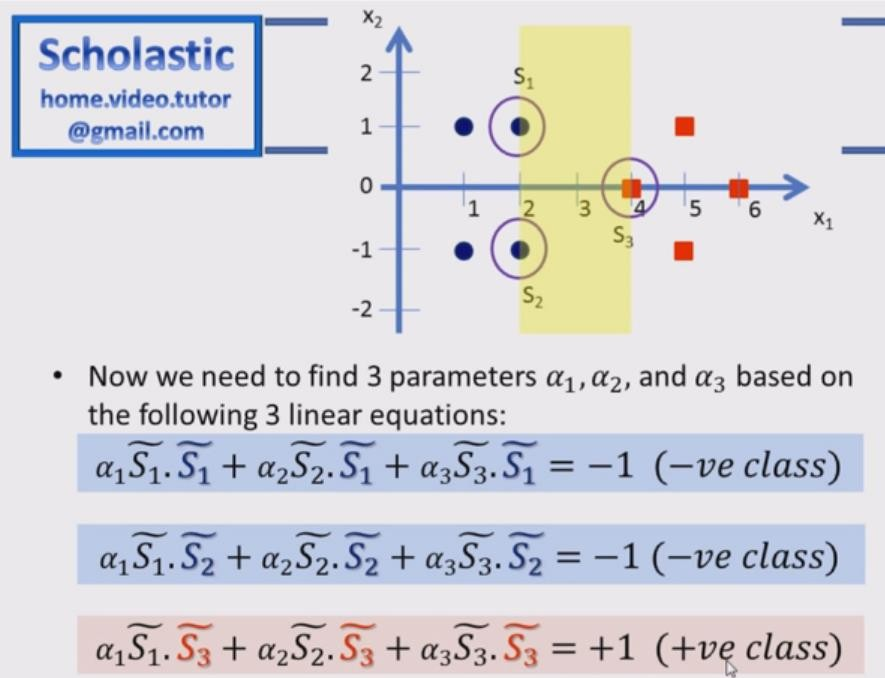 Scholastic
home.video.tutor
@gmail.com
x₂
2
1
0
-1
-2
S₁
S₂
S₃
1 2 3 4 5 6
x₁
• Now we need to find 3 parameters α₁, α₂, and α₃ based on
the following 3 linear equations:
α₁S̃₁.S̃₁ + α₂S̃₂.S̃₁ + α₃S̃₃.S̃₁ = −1 (−ve class)
α₁S̃₁.S̃₂ + α₂S̃₂.S̃₂ + α₃S̃₃.S̃₂ = −1 (−ve class)
α₁S̃₁.S̃₃ + α₂S̃₂.S̃₃ + α₃S̃₃.S̃₃ = +1 (+ve class)